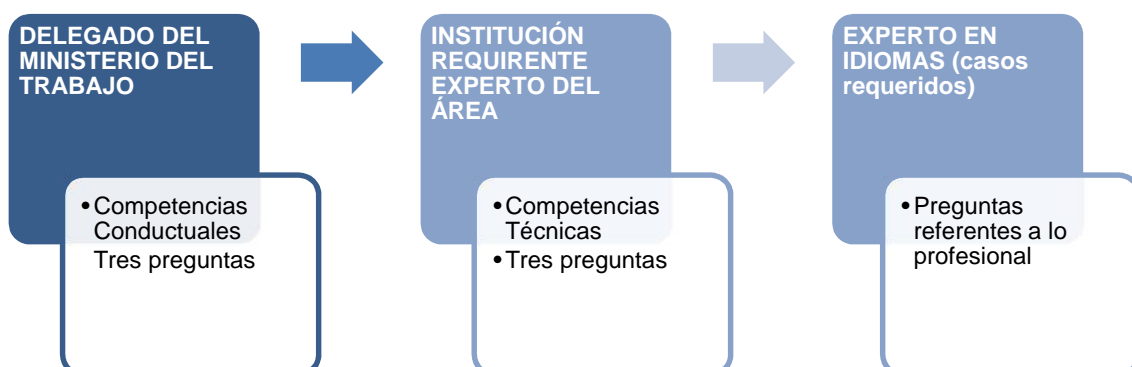 DELEGADO DEL
MINISTERIO DEL
TRABAJO
•Competencias
Conductuales
Tres preguntas
INSTITUCIÓN
REQUIRENTE
EXPERTO DEL
ÁREA
•Competencias
Técnicas
•Tres preguntas
EXPERTO EN
IDIOMAS (casos
requeridos)
•Preguntas
referentes a lo
profesional